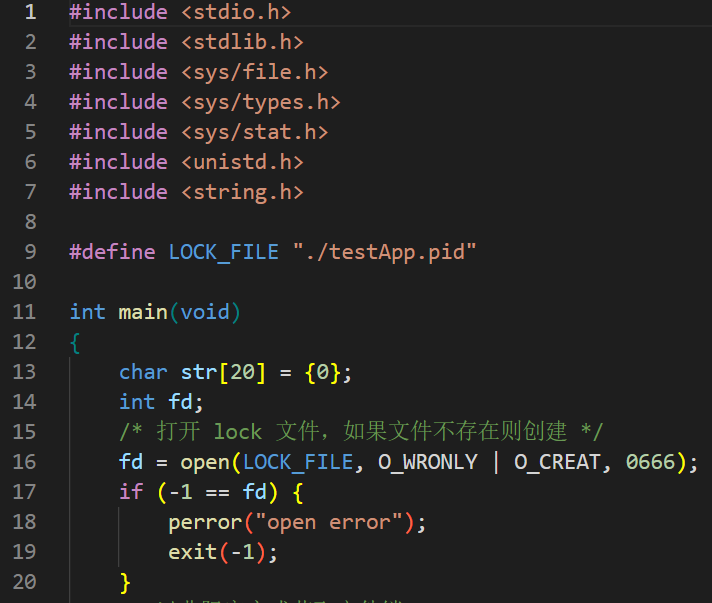 1 #include <stdio.h>
2 #include <stdlib.h>
3 #include <sys/file.h>
4 #include <sys/types.h>
5 #include <sys/stat.h>
6 #include <unistd.h>
7 #include <string.h>
8
9 #define LOCK_FILE "./testApp.pid"
10
11 int main(void)
12 {
13     char str[20] = {0};
14     int fd;
15     /* 打开 lock 文件，如果文件不存在则创建 */
16     fd = open(LOCK_FILE, O_WRONLY | O_CREAT, 0666);
17     if (-1 == fd) {
18         perror("open error");
19         exit(-1);
20     }